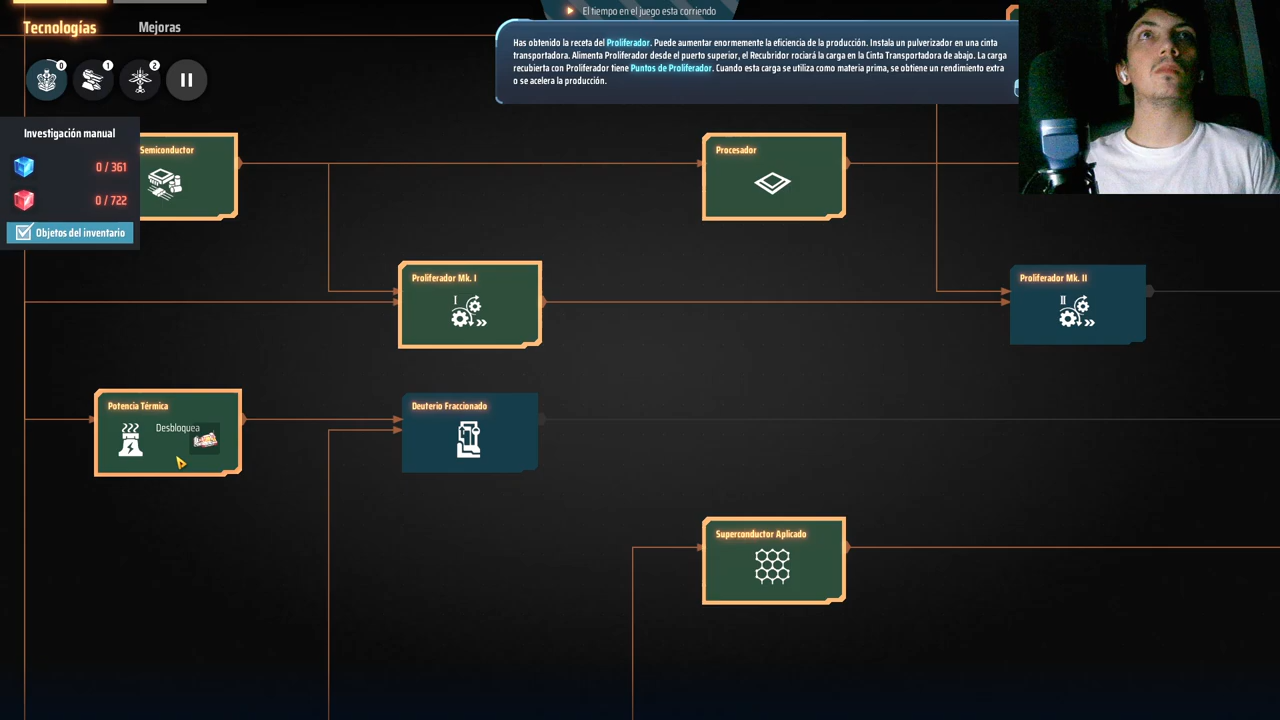 El tiempo en el juego esta corriendo
Tecnologías
Mejoras
Has obtenido la receta del Proliferador. Puede aumentar enormemente la eficiencia de la producción. Instala un pulverizador en una cinta
transportadora. Alimenta Proliferador desde el puerto superior, el Recubridor rociará la carga en la Cinta Transportadora de abajo. La carga
recubierta con Proliferador tiene Puntos de Proliferador. Cuando esta carga se utiliza como materia prima, se obtiene un rendimiento extra
o se acelera la producción.
0
1
2
Investigación manual
0 / 361
0 / 722
Objetos del inventario
Semiconductor
Procesador
Proliferador Mk. I
I
Proliferador Mk. II
II
Potencia Térmica
Desbloquea
Deuterio Fraccionado
Superconductor Aplicado